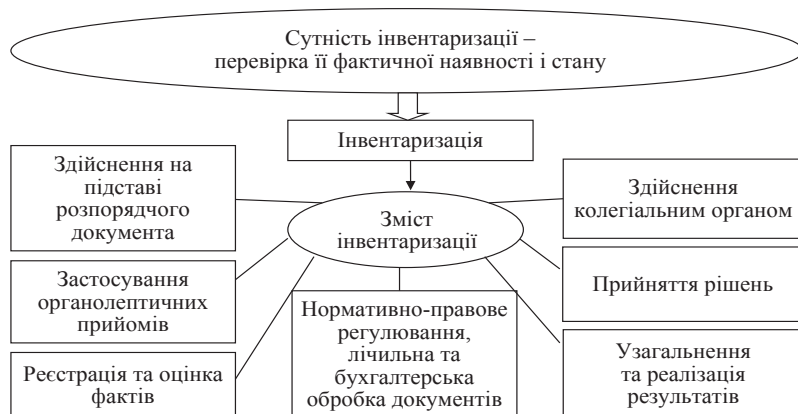 Сутність інвентаризації –
перевірка її фактичної наявності і стану
Інвентаризація
Здійснення на
підставі
розпорядчого
документа
Здійснення
колегіальним органом
Зміст
інвентаризації
Застосування
органолептичних
прийомів
Прийняття рішень
Нормативно-правове
регулювання,
лічильна та
бухгалтерська
обробка документів
Реєстрація та оцінка
фактів
Узагальнення
та реалізація
результатів